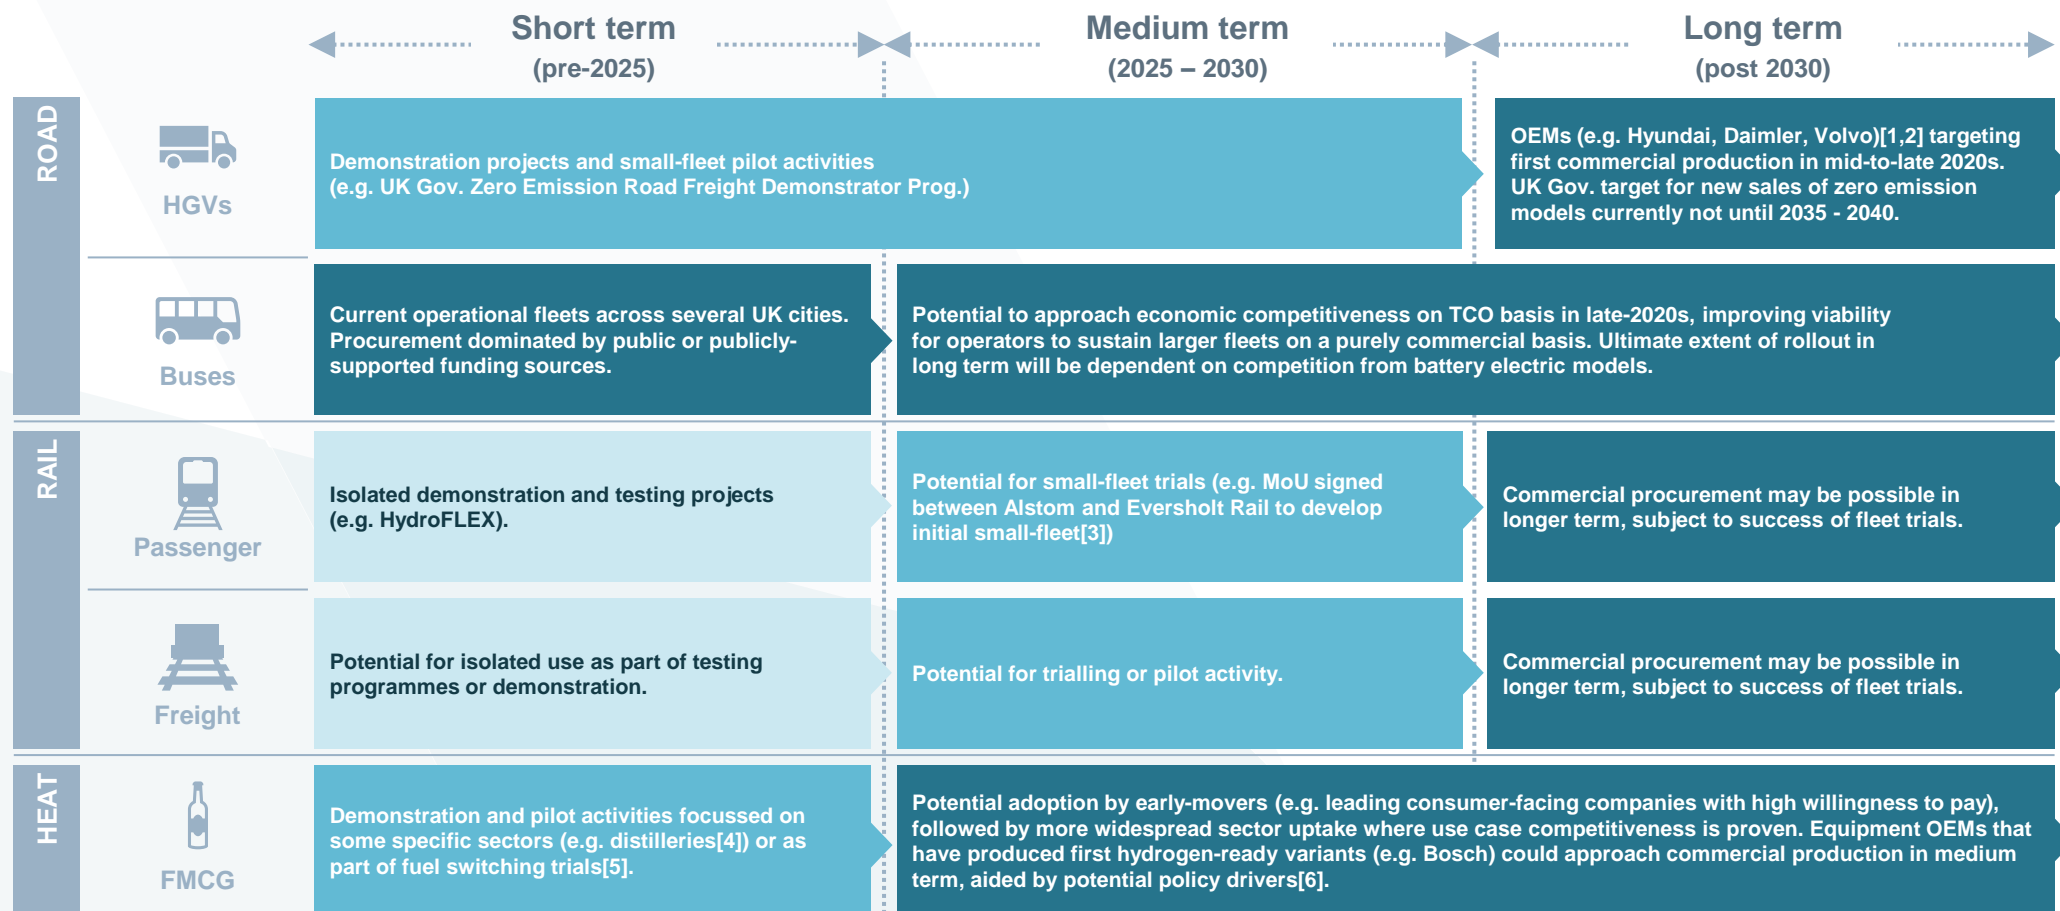 Short term
(pre-2025)
Medium term
(2025 – 2030)
Long term
(post 2030)
ROAD
HGVs
Demonstration projects and small-fleet pilot activities
(e.g. UK Gov. Zero Emission Road Freight Demonstrator Prog.)
OEMs (e.g. Hyundai, Daimler, Volvo)[1,2] targeting
first commercial production in mid-to-late 2020s.
UK Gov. target for new sales of zero emission
models currently not until 2035 - 2040.
Buses
Current operational fleets across several UK cities.
Procurement dominated by public or publicly-
supported funding sources.
Potential to approach economic competitiveness on TCO basis in late-2020s, improving viability
for operators to sustain larger fleets on a purely commercial basis. Ultimate extent of rollout in
long term will be dependent on competition from battery electric models.
RAIL
Passenger
Isolated demonstration and testing projects
(e.g. HydroFLEX).
Potential for small-fleet trials (e.g. MoU signed
between Alstom and Eversholt Rail to develop
initial small-fleet[3])
Commercial procurement may be possible in
longer term, subject to success of fleet trials.
Freight
Potential for isolated use as part of testing
programmes or demonstration.
Potential for trialling or pilot activity.
Commercial procurement may be possible in
longer term, subject to success of fleet trials.
HEAT
FMCG
Demonstration and pilot activities focussed on
some specific sectors (e.g. distilleries[4]) or as
part of fuel switching trials[5].
Potential adoption by early-movers (e.g. leading consumer-facing companies with high willingness to pay),
followed by more widespread sector uptake where use case competitiveness is proven. Equipment OEMs that
have produced first hydrogen-ready variants (e.g. Bosch) could approach commercial production in medium
term, aided by potential policy drivers[6].